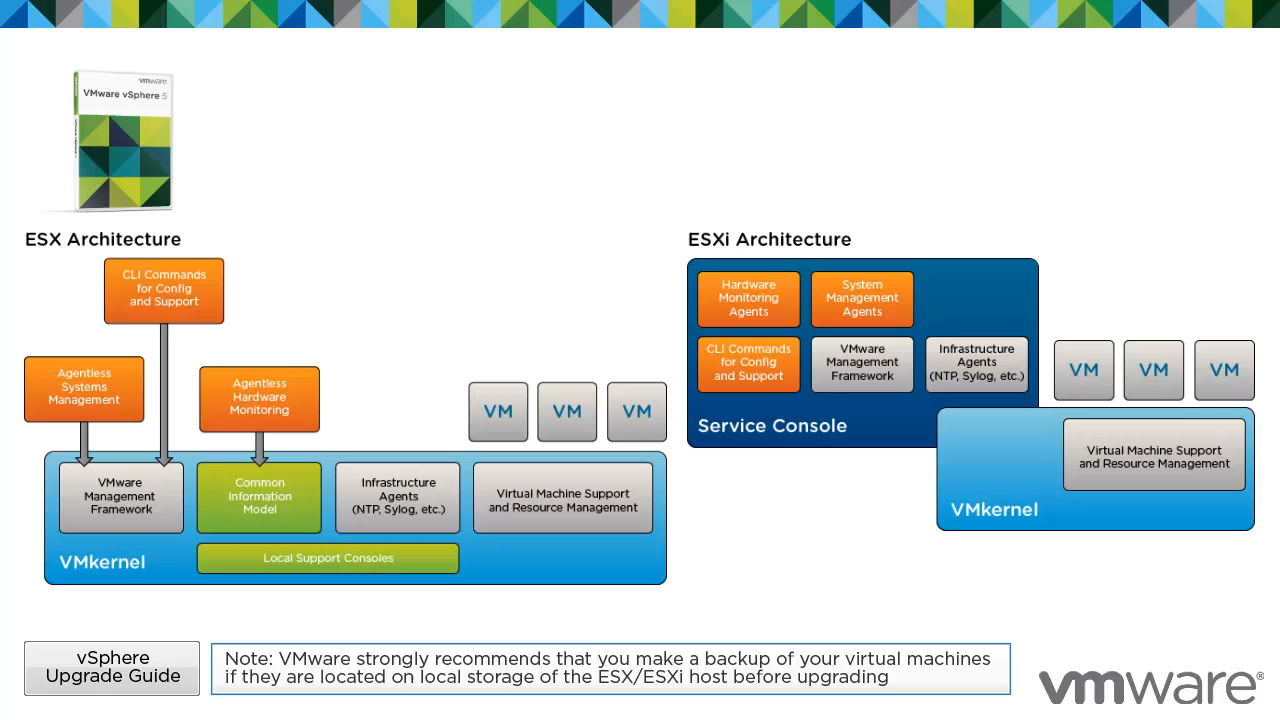 vmware
VMware vSphere 5
ESX Architecture
CLI Commands
for Config
and Support
Agentless
Systems
Management
Agentless
Hardware
Monitoring
VM
VM
VM
VMware
Management
Framework
Common
Information
Model
Infrastructure
Agents
(NTP, Sylog, etc.)
Virtual Machine Support
and Resource Management
VMkernel
Local Support Consoles
ESXi Architecture
Hardware
Monitoring
Agents
System
Management
Agents
CLI Commands
for Config
and Support
VMware
Management
Framework
Infrastructure
Agents
(NTP, Sylog, etc.)
Service Console
VM
VM
VM
Virtual Machine Support
and Resource Management
VMkernel
vSphere
Upgrade Guide
Note: VMware strongly recommends that you make a backup of your virtual machines
if they are located on local storage of the ESX/ESXi host before upgrading
vmware®